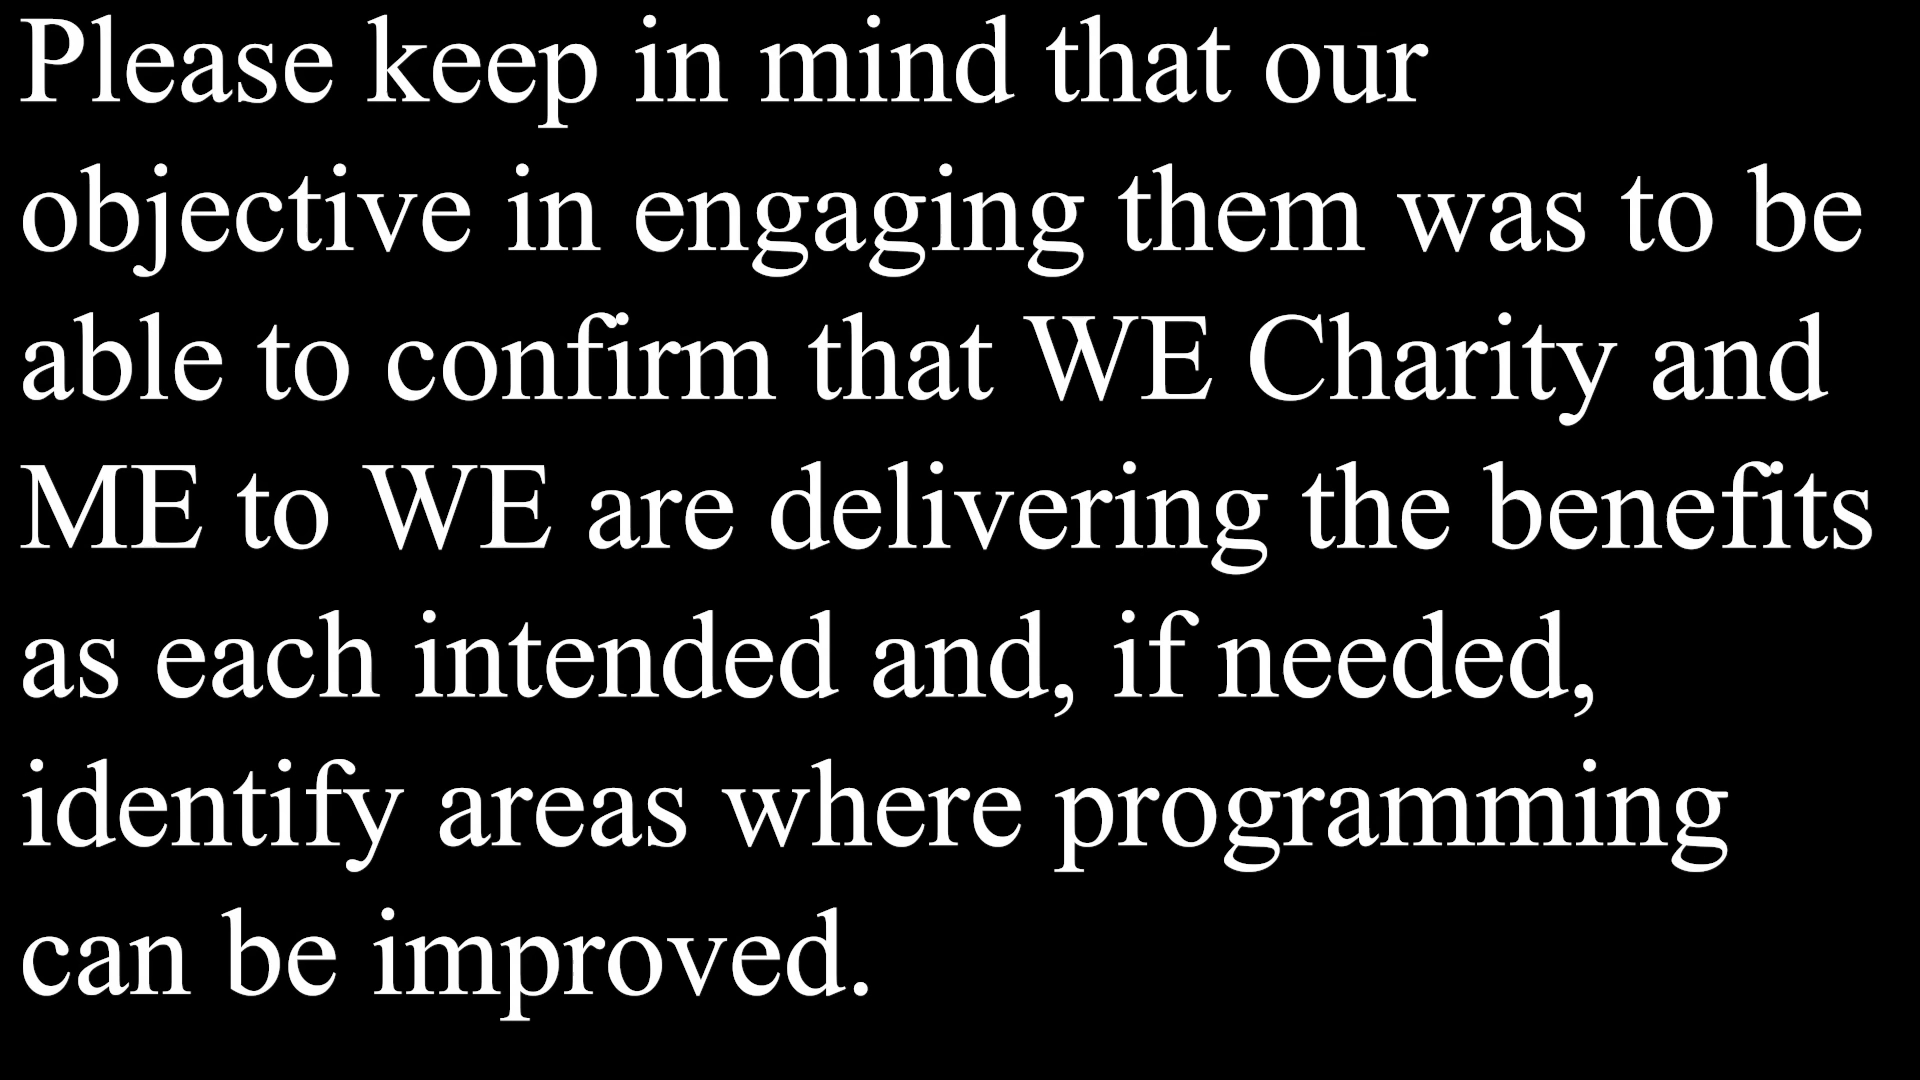 Please keep in mind that our
objective in engaging them was to be
able to confirm that WE Charity and
ME to WE are delivering the benefits
as each intended and, if needed,
identify areas where programming
can be improved.